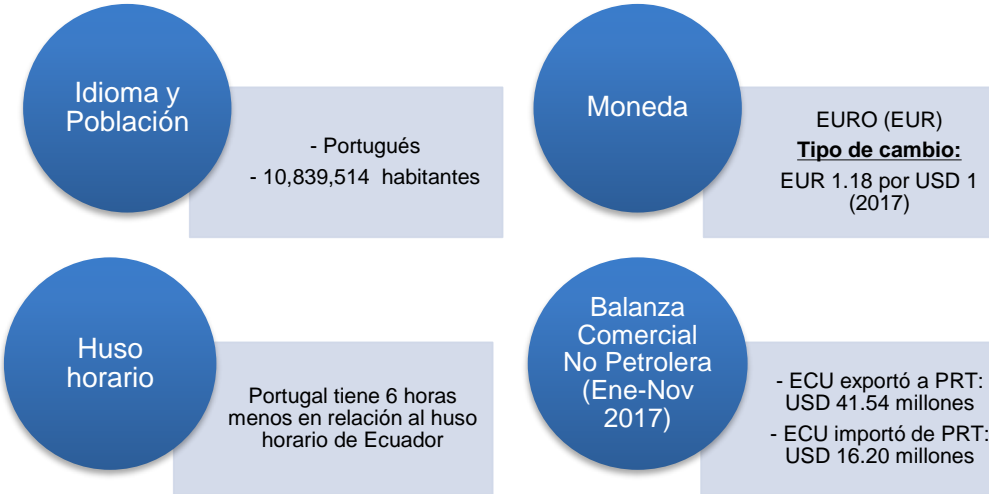 Idioma y
Población
- Portugués
- 10,839,514 habitantes
Moneda
EURO (EUR)
Tipo de cambio:
EUR 1.18 por USD 1
(2017)
Huso
horario
Portugal tiene 6 horas
menos en relación al huso
horario de Ecuador
Balanza
Comercial
No Petrolera
(Ene-Nov
2017)
- ECU exportó a PRT:
USD 41.54 millones
- ECU importó de PRT:
USD 16.20 millones